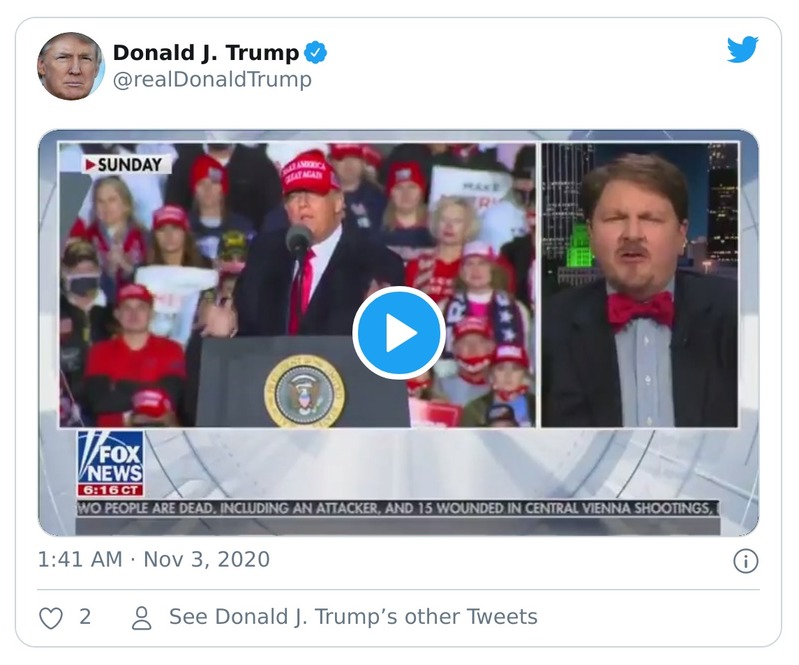 Donald J. Trump
@realDonaldTrump
SUNDAY
MAKE AMERICA
GREAT AGAIN
MAKE
FOX
NEWS
6:16 CT
WO PEOPLE ARE DEAD, INCLUDING AN ATTACKER, AND 15 WOUNDED IN CENTRAL VIENNA SHOOTINGS,
1:41 AM · Nov 3, 2020
2
See Donald J. Trump’s other Tweets